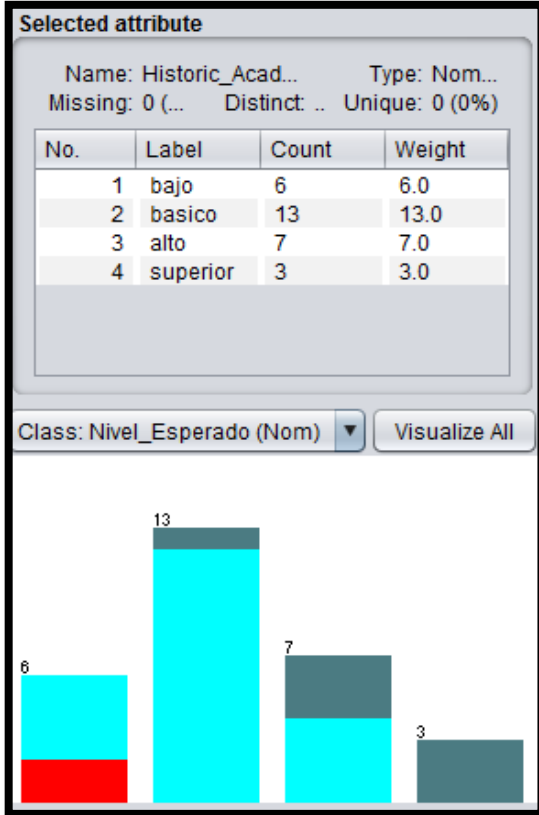 Selected attribute
Name: Historic_Acad... Type: Nom...
Missing: 0 (... Distinct: .. Unique: 0 (0%)
No. Label Count Weight
1 bajo 6 6.0
2 basico 13 13.0
3 alto 7 7.0
4 superior 3 3.0
Class: Nivel_Esperado (Nom) Visualize All
13
7
6
3